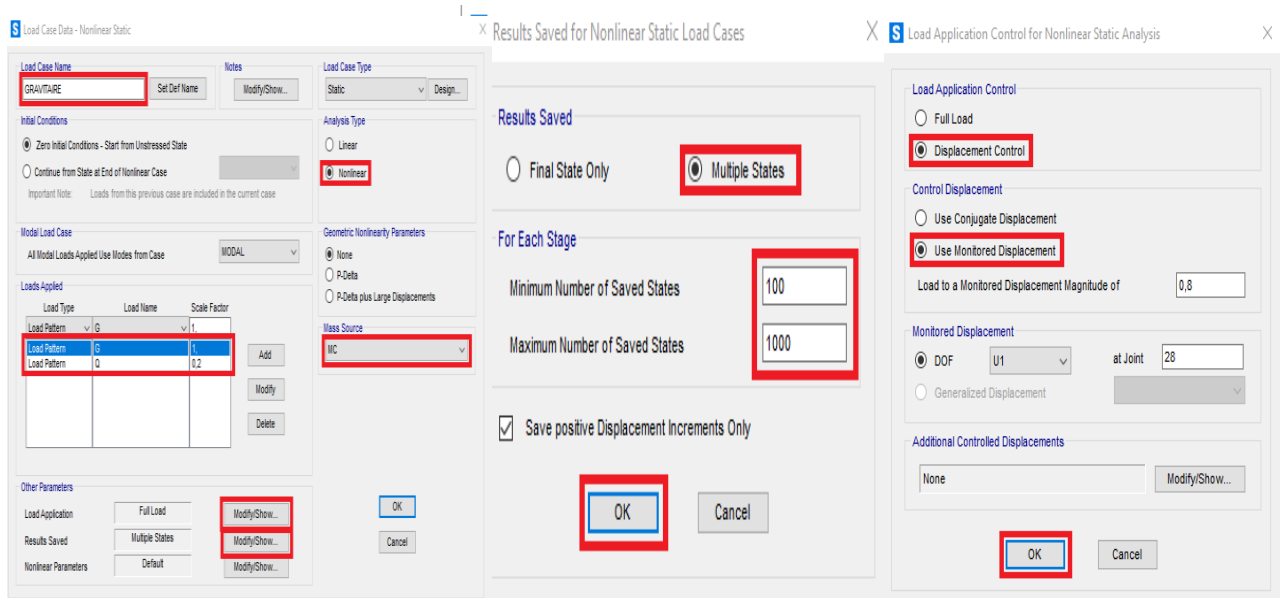 Load Case Data - Nonlinear Static
Load Case Name
GRAVITAIRE
Set Def Name
Notes
Modify/Show...
Load Case Type
Static
Design...
Initial Conditions
Zero Initial Conditions - Start from Unstressed State
Continue from State at End of Nonlinear Case
Important Note: Loads from this previous case are included in the current case
Analysis Type
Linear
Nonlinear
Modal Load Case
All Modal Loads Applied Use Modes from Case
MODAL
Geometric Nonlinearity Parameters
None
P-Delta
P-Delta plus Large Displacements
Loads Applied
Load Type Load Name Scale Factor
Load Pattern G 1,
Load Pattern G 1,
Load Pattern Q 0,2
Add
Modify
Delete
Mass Source
MC
Other Parameters
Load Application Full Load Modify/Show...
Results Saved Multiple States Modify/Show...
Nonlinear Parameters Default Modify/Show...
OK
Cancel
Results Saved for Nonlinear Static Load Cases
Results Saved
Final State Only
Multiple States
For Each Stage
Minimum Number of Saved States 100
Maximum Number of Saved States 1000
Save positive Displacement Increments Only
OK
Cancel
Load Application Control for Nonlinear Static Analysis
Load Application Control
Full Load
Displacement Control
Control Displacement
Use Conjugate Displacement
Use Monitored Displacement
Load to a Monitored Displacement Magnitude of 0,8
Monitored Displacement
DOF U1 at Joint 28
Generalized Displacement
Additional Controlled Displacements
None
Modify/Show...
OK
Cancel